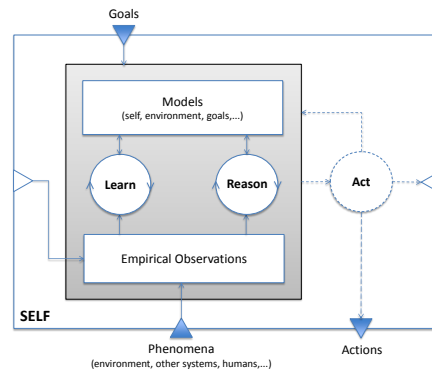 Goals
Models
(self, environment, goals,...)
Learn
Reason
Act
Empirical Observations
SELF
Phenomena
(environment, other systems, humans,...)
Actions